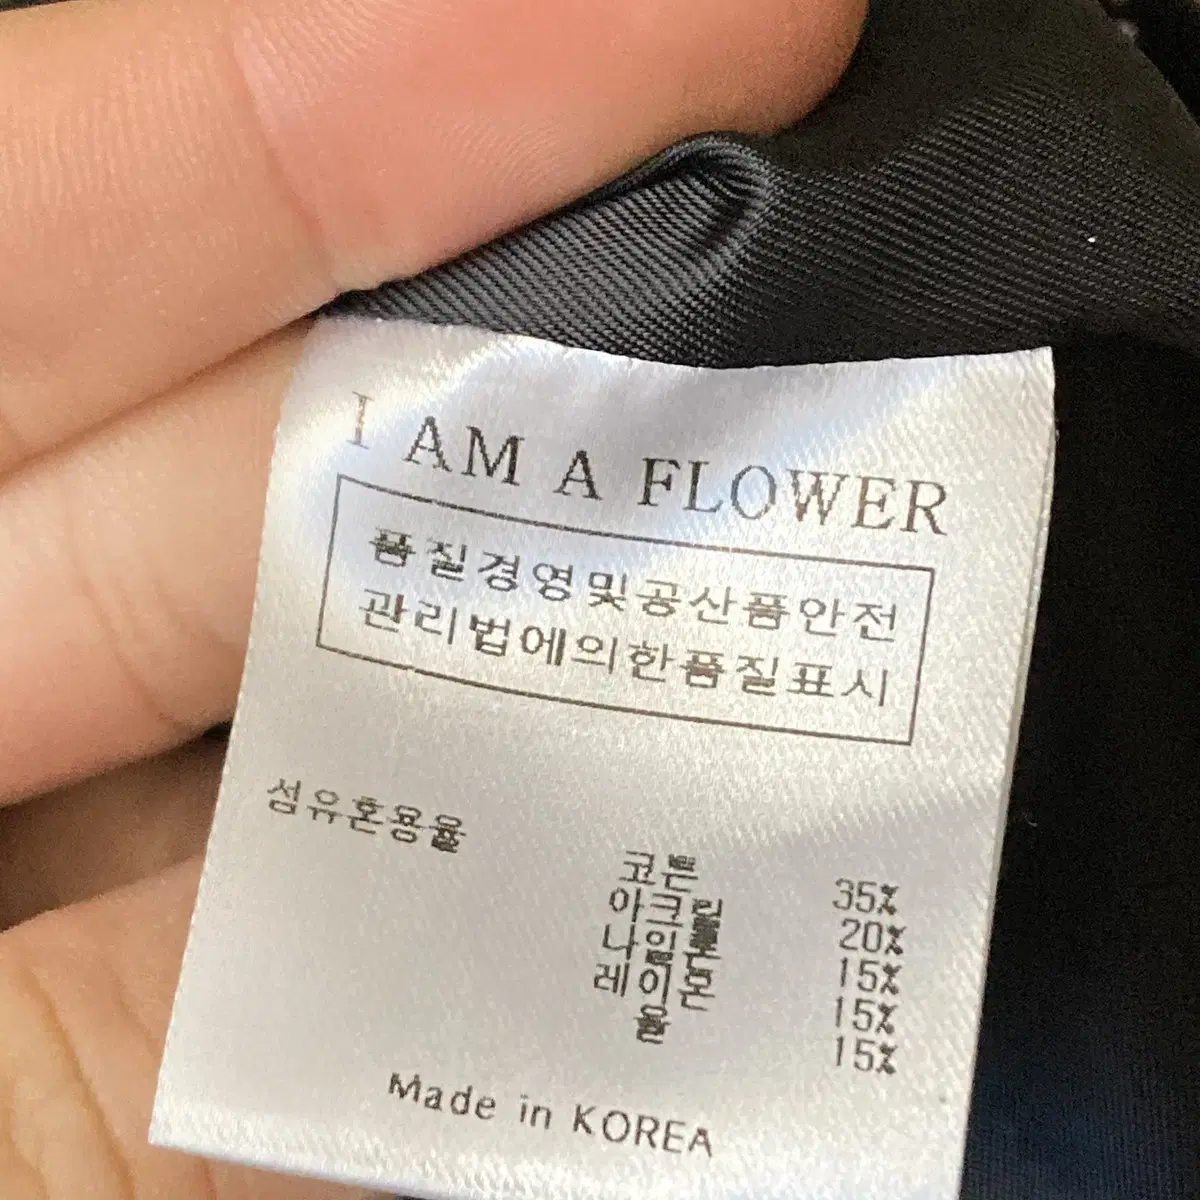 I AM A FLOWER
품질경영및공산품안전
관리법에의한품질표시
섬유혼용율
코튼 35%
아크릴 20%
나일론 15%
레이온 15%
울 15%
Made in KOREA